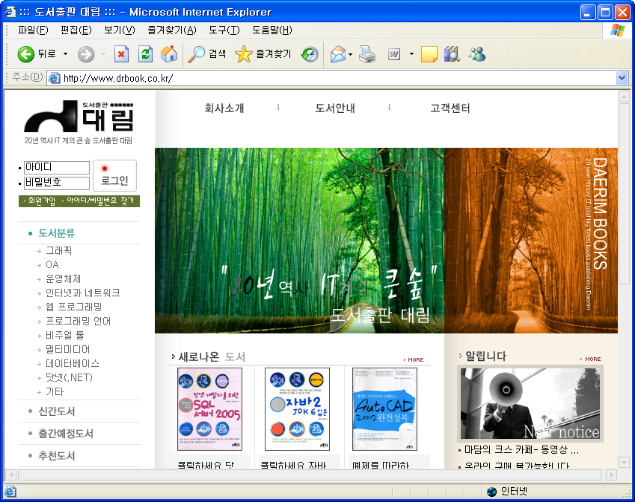 ::: 도서출판 대림 ::: - Microsoft Internet Explorer
파일(F) 편집(E) 보기(V) 즐겨찾기(A) 도구(T) 도움말(H)
뒤로 검색 즐겨찾기
주소(D) http://www.drbook.co.kr/
도서출판
대림
20년 역사 IT 계의 큰 숲 도서출판 대림
회사소개 도서안내 고객센터
아이디
비밀번호
로그인
회원가입 아이디/비밀번호 찾기
도서분류
그래픽
OA
운영체제
인터넷과 네트워크
웹 프로그래밍
프로그래밍 언어
비주얼 툴
멀티미디어
데이터베이스
닷넷(.NET)
기타
신간도서
출간예정도서
추천도서
"20년 역사 IT계의 큰 숲"
도서출판 대림
DAERIM BOOKS
새로나온 도서 MORE
SQL
서버 2005
자바2
JDK 6
AutoCAD
2005 완전정복
클릭하세요 닷
클릭하세요 자바
예제를 따라하
알립니다 MORE
New notice
마담의 코스 카페- 동영상 ...
온라인 구매 불가능합니다
인터넷